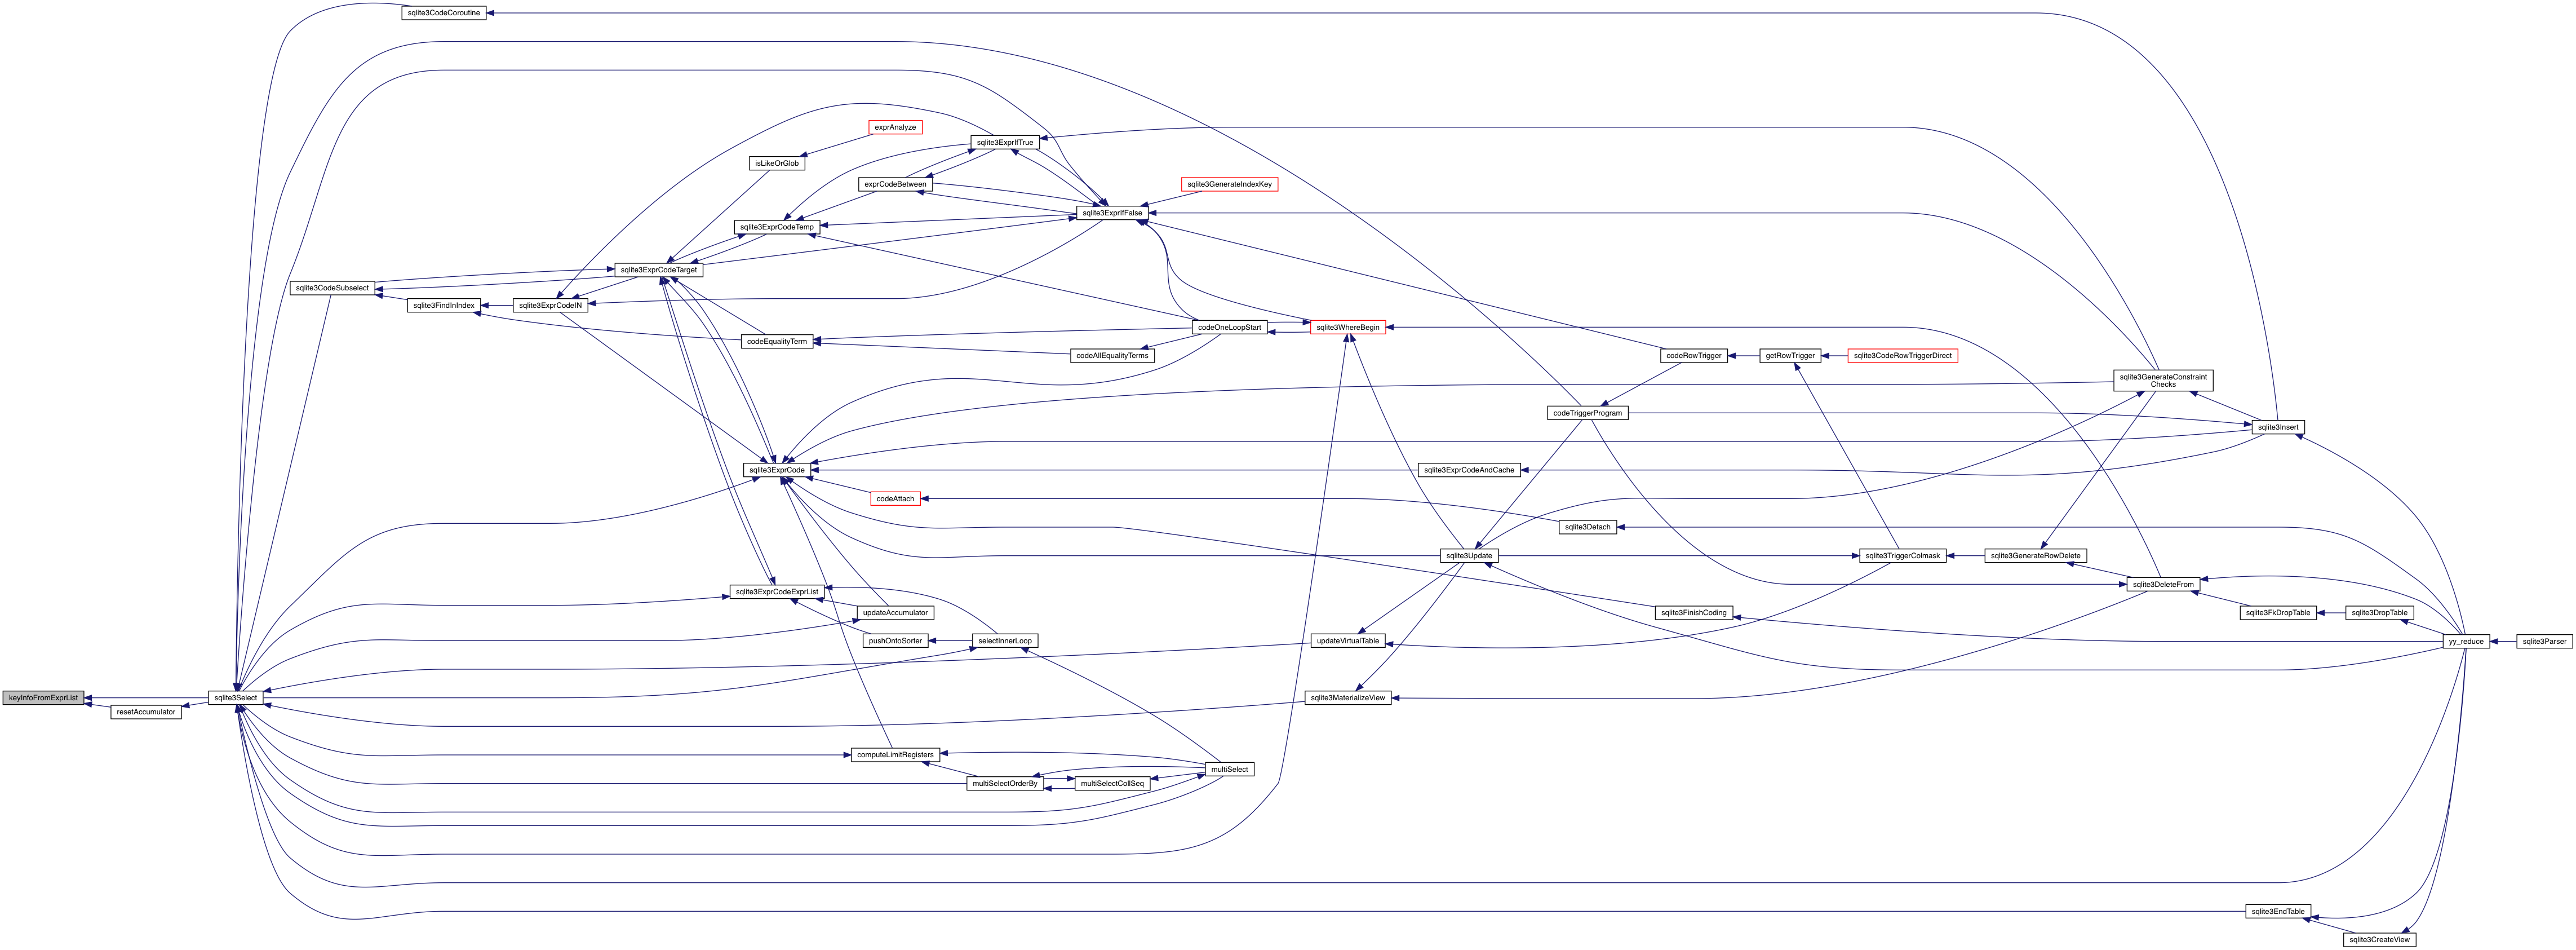 sqlite3CodeCoroutine
exprAnalyze
sqlite3ExprIfTrue
isLikeOrGlob
exprCodeBetween
sqlite3GenerateIndexKey
sqlite3ExprIfFalse
sqlite3ExprCodeTemp
sqlite3ExprCodeTarget
sqlite3CodeSubselect
sqlite3FindInIndex
sqlite3ExprCodeIN
codeOneLoopStart
sqlite3WhereBegin
codeEqualityTerm
codeAllEqualityTerms
codeRowTrigger
getRowTrigger
sqlite3CodeRowTriggerDirect
sqlite3GenerateConstraint
Checks
codeTriggerProgram
sqlite3Insert
sqlite3ExprCode
sqlite3ExprCodeAndCache
codeAttach
sqlite3Detach
sqlite3Update
sqlite3TriggerColmask
sqlite3GenerateRowDelete
sqlite3DeleteFrom
sqlite3ExprCodeExprList
updateAccumulator
sqlite3FinishCoding
sqlite3FkDropTable
sqlite3DropTable
pushOntoSorter
selectInnerLoop
updateVirtualTable
yy_reduce
sqlite3Parser
keyInfoFromExprList
sqlite3Select
sqlite3MaterializeView
resetAccumulator
computeLimitRegisters
multiSelect
multiSelectOrderBy
multiSelectCollSeq
sqlite3EndTable
sqlite3CreateView